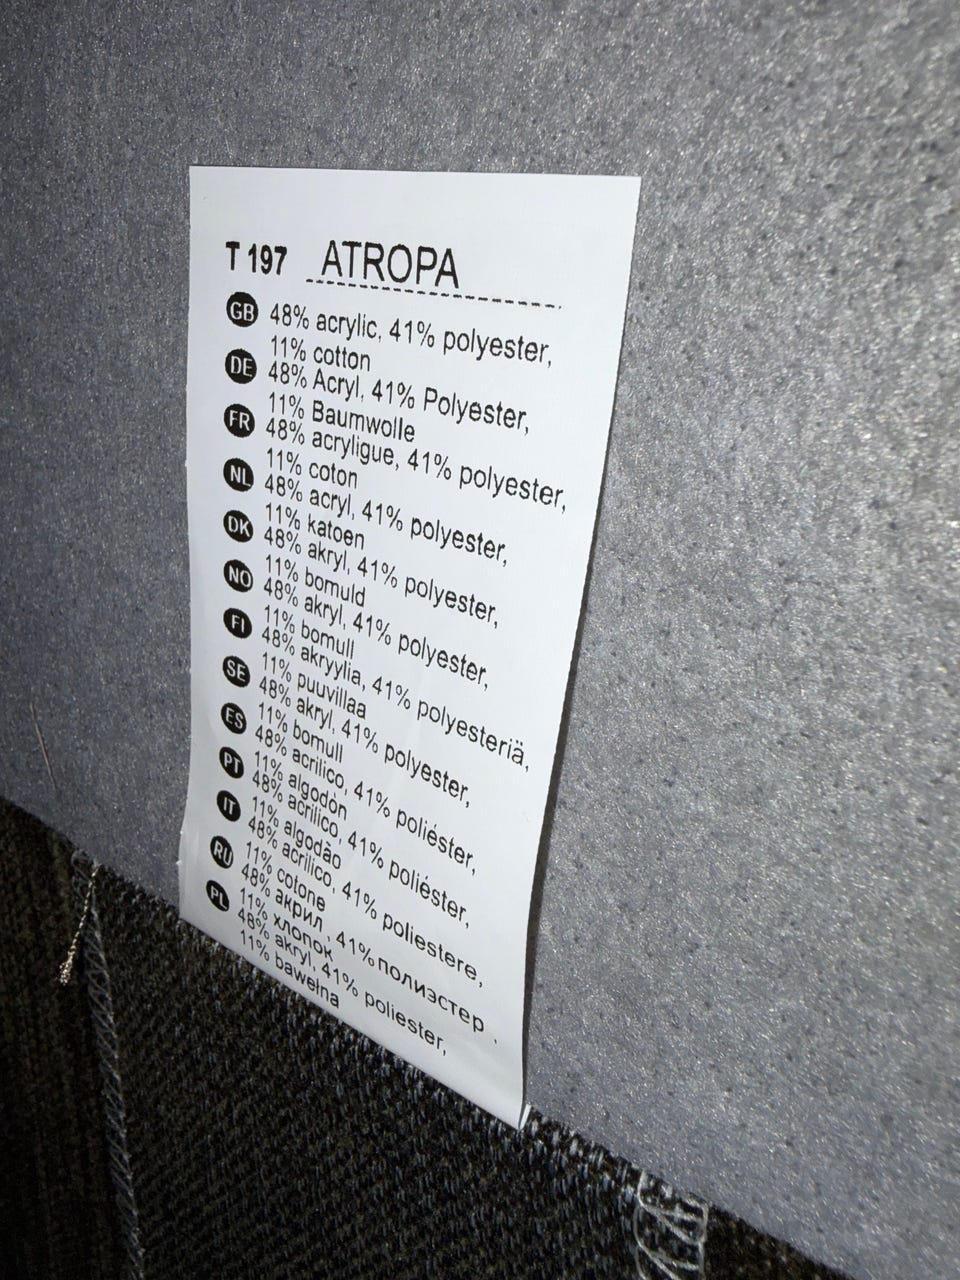 T 197 ATROPA
GB 48% acrylic, 41% polyester,
11% cotton
DE 48% Acryl, 41% Polyester,
11% Baumwolle
FR 48% acryligue, 41% polyester,
11% coton
NL 48% acryl, 41% polyester,
11% katoen
DK 48% akryl, 41% polyester,
11% bomuld
NO 48% akryl, 41% polyester,
11% bomull
FI 48% akryylia, 41% polyesteriä,
11% puuvillaa
SE 48% akryl, 41% polyester,
11% bomull
ES 48% acrilico, 41% poliéster,
11% algodòn
PT 48% acrilico, 41% poliéster,
11% algodão
IT 48% acrilico, 41% poliestere,
11% cotone
RU 48% акрил , 41% полиэстер ,
11% хлопок
PL 48% akryl, 41% poliester,
11% bawełna